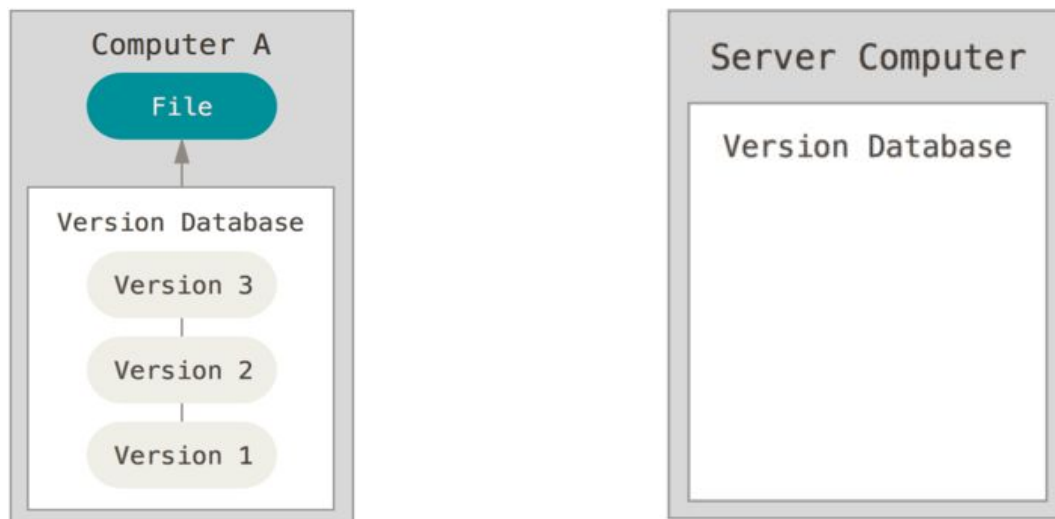 Computer A
File
Version Database
Version 3
Version 2
Version 1
Server Computer
Version Database